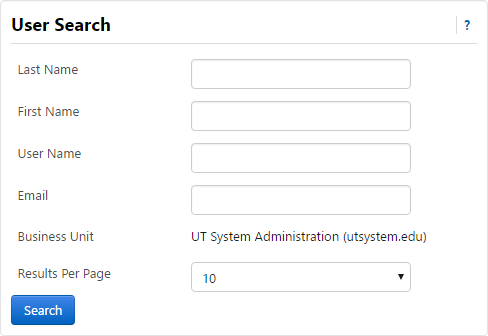 User Search ?
Last Name
First Name
User Name
Email
Business Unit UT System Administration (utsystem.edu)
Results Per Page 10
Search